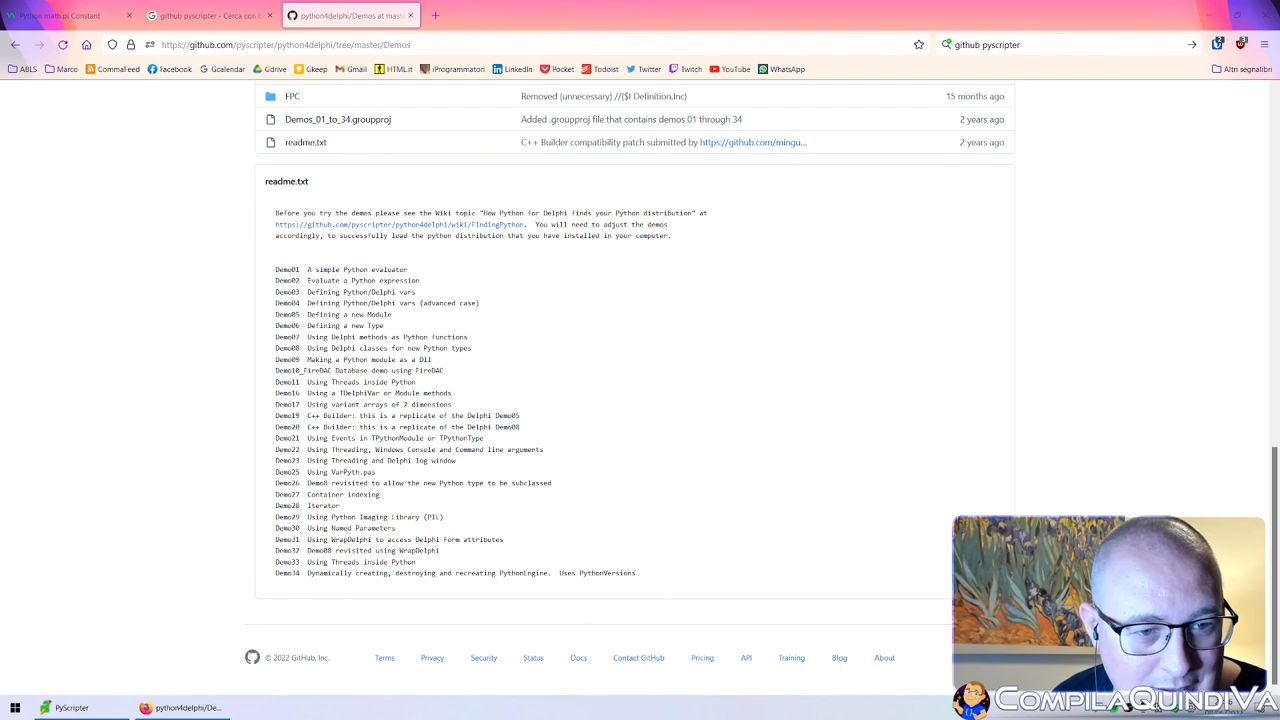 Python math.pi Constant
github pyscripter - Cerca con G
python4delphi/Demos at mast
https://github.com/pyscripter/python4delphi/tree/master/Demos
github pyscripter
ABLS
Marco
CommaFeed
Facebook
Gcalendar
Gdrive
Gkeep
Gmail
HTML.it
iProgrammatori
LinkedIn
Pocket
Todoist
Twitter
Twitch
YouTube
WhatsApp
Altri segnalibri
FPC Removed (unnecessary) //{$I Definition.Inc} 15 months ago
Demos_01_to_34.groupproj Added .groupproj file that contains demos 01 through 34 2 years ago
readme.txt C++ Builder compatibility patch submitted by https://github.com/mingu... 2 years ago
readme.txt
Before you try the demos please see the Wiki topic "How Python for Delphi finds your Python distribution" at
https://github.com/pyscripter/python4delphi/wiki/FindingPython. You will need to adjust the demos
accordingly, to successfully load the python distribution that you have installed in your computer.
Demo01 A simple Python evaluator
Demo02 Evaluate a Python expression
Demo03 Defining Python/Delphi vars
Demo04 Defining Python/Delphi vars (advanced case)
Demo05 Defining a new Module
Demo06 Defining a new Type
Demo07 Using Delphi methods as Python functions
Demo08 Using Delphi classes for new Python types
Demo09 Making a Python module as a Dll
Demo10_FireDAC Database demo using FireDAC
Demo11 Using Threads inside Python
Demo16 Using a TDelphiVar or Module methods
Demo17 Using variant arrays of 2 dimensions
Demo19 C++ Builder: this is a replicate of the Delphi Demo05
Demo20 C++ Builder: this is a replicate of the Delphi Demo08
Demo21 Using Events in TPythonModule or TPythonType
Demo22 Using Threading, Windows Console and Command line arguments
Demo23 Using Threading and Delphi log window
Demo25 Using VarPyth.pas
Demo26 Demo8 revisited to allow the new Python type to be subclassed
Demo27 Container indexing
Demo28 Iterator
Demo29 Using Python Imaging Library (PIL)
Demo30 Using Named Parameters
Demo31 Using WrapDelphi to access Delphi Form attributes
Demo32 Demo08 revisited using WrapDelphi
Demo33 Using Threads inside Python
Demo34 Dynamically creating, destroying and recreating PythonEngine. Uses PythonVersions
© 2022 GitHub, Inc.
Terms
Privacy
Security
Status
Docs
Contact GitHub
Pricing
API
Training
Blog
About
CompilaQuindiVa
PyScripter
python4delphi/De...